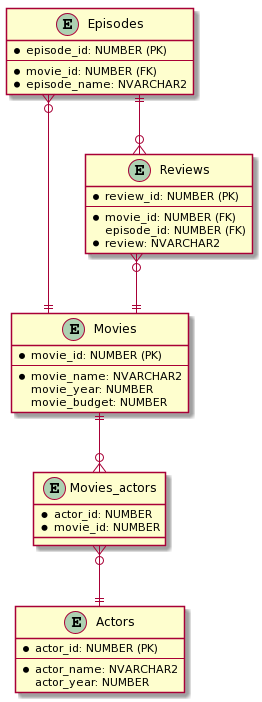 E Episodes
episode_id: NUMBER (PK)
movie_id: NUMBER (FK)
episode_name: NVARCHAR2
E Reviews
review_id: NUMBER (PK)
movie_id: NUMBER (FK)
episode_id: NUMBER (FK)
review: NVARCHAR2
E Movies
movie_id: NUMBER (PK)
movie_name: NVARCHAR2
movie_year: NUMBER
movie_budget: NUMBER
E Movies_actors
actor_id: NUMBER
movie_id: NUMBER
E Actors
actor_id: NUMBER (PK)
actor_name: NVARCHAR2
actor_year: NUMBER